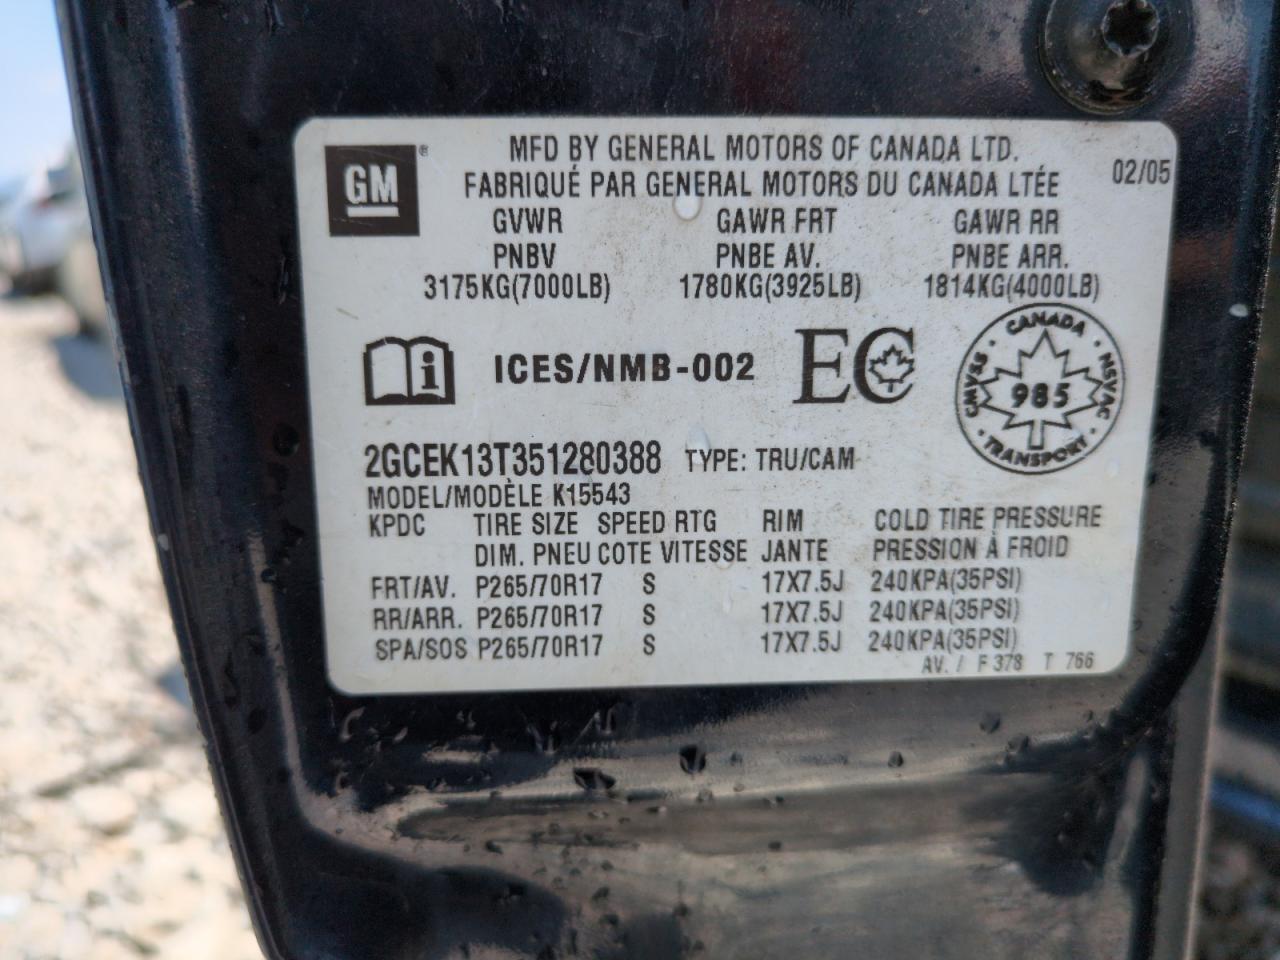 GM ®
MFD BY GENERAL MOTORS OF CANADA LTD.
FABRIQUÉ PAR GENERAL MOTORS DU CANADA LTÉE
02/05
GVWR GAWR FRT GAWR RR
PNBV PNBE AV. PNBE ARR.
3175KG(7000LB) 1780KG(3925LB) 1814KG(4000LB)
i ICES/NMB-002 EC
CANADA
CMVSS 985 NSVAC
TRANSPORT
2GCEK13T351280388 TYPE: TRU/CAM
MODEL/MODÈLE K15543
KPDC TIRE SIZE SPEED RTG RIM COLD TIRE PRESSURE
DIM. PNEU COTE VITESSE JANTE PRESSION À FROID
FRT/AV. P265/70R17 S 17X7.5J 240KPA(35PSI)
RR/ARR. P265/70R17 S 17X7.5J 240KPA(35PSI)
SPA/SOS P265/70R17 S 17X7.5J 240KPA(35PSI)
AV. / F 378 T 766